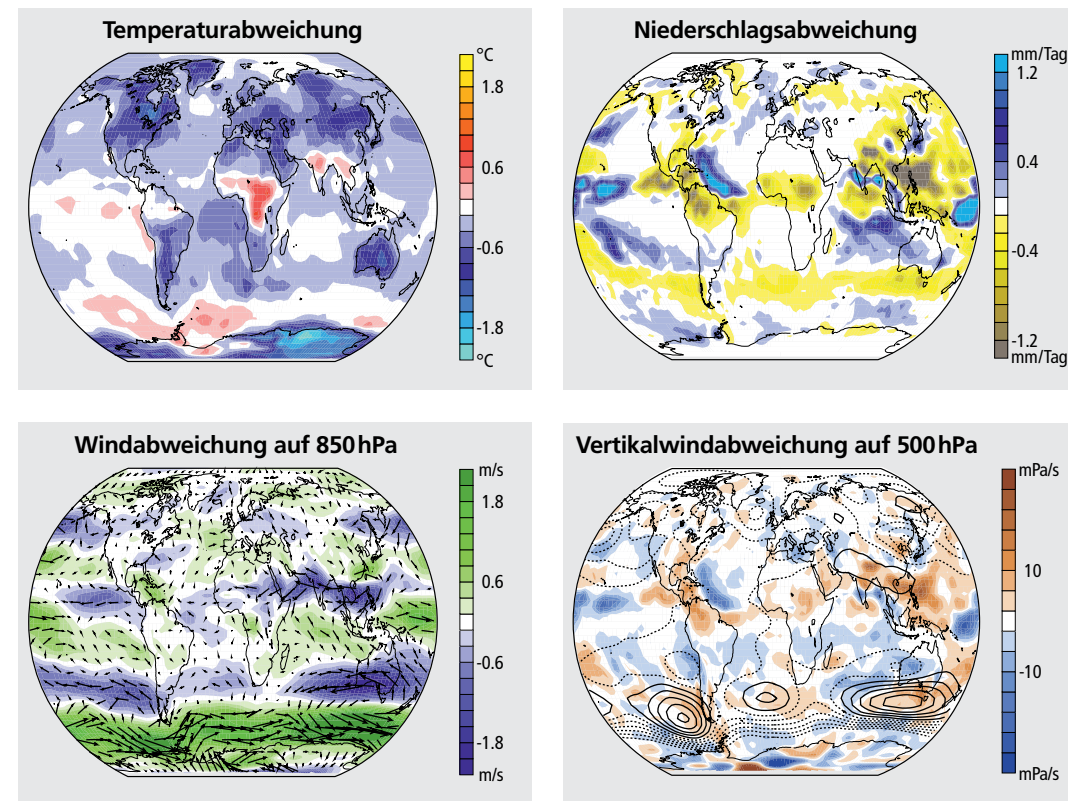 Temperaturabweichung
°C
1.8
0.6
-0.6
-1.8
°C
Niederschlagsabweichung
mm/Tag
1.2
0.4
-0.4
-1.2
mm/Tag
Windabweichung auf 850 hPa
m/s
1.8
0.6
-0.6
-1.8
m/s
Vertikalwindabweichung auf 500 hPa
mPa/s
10
-10
mPa/s